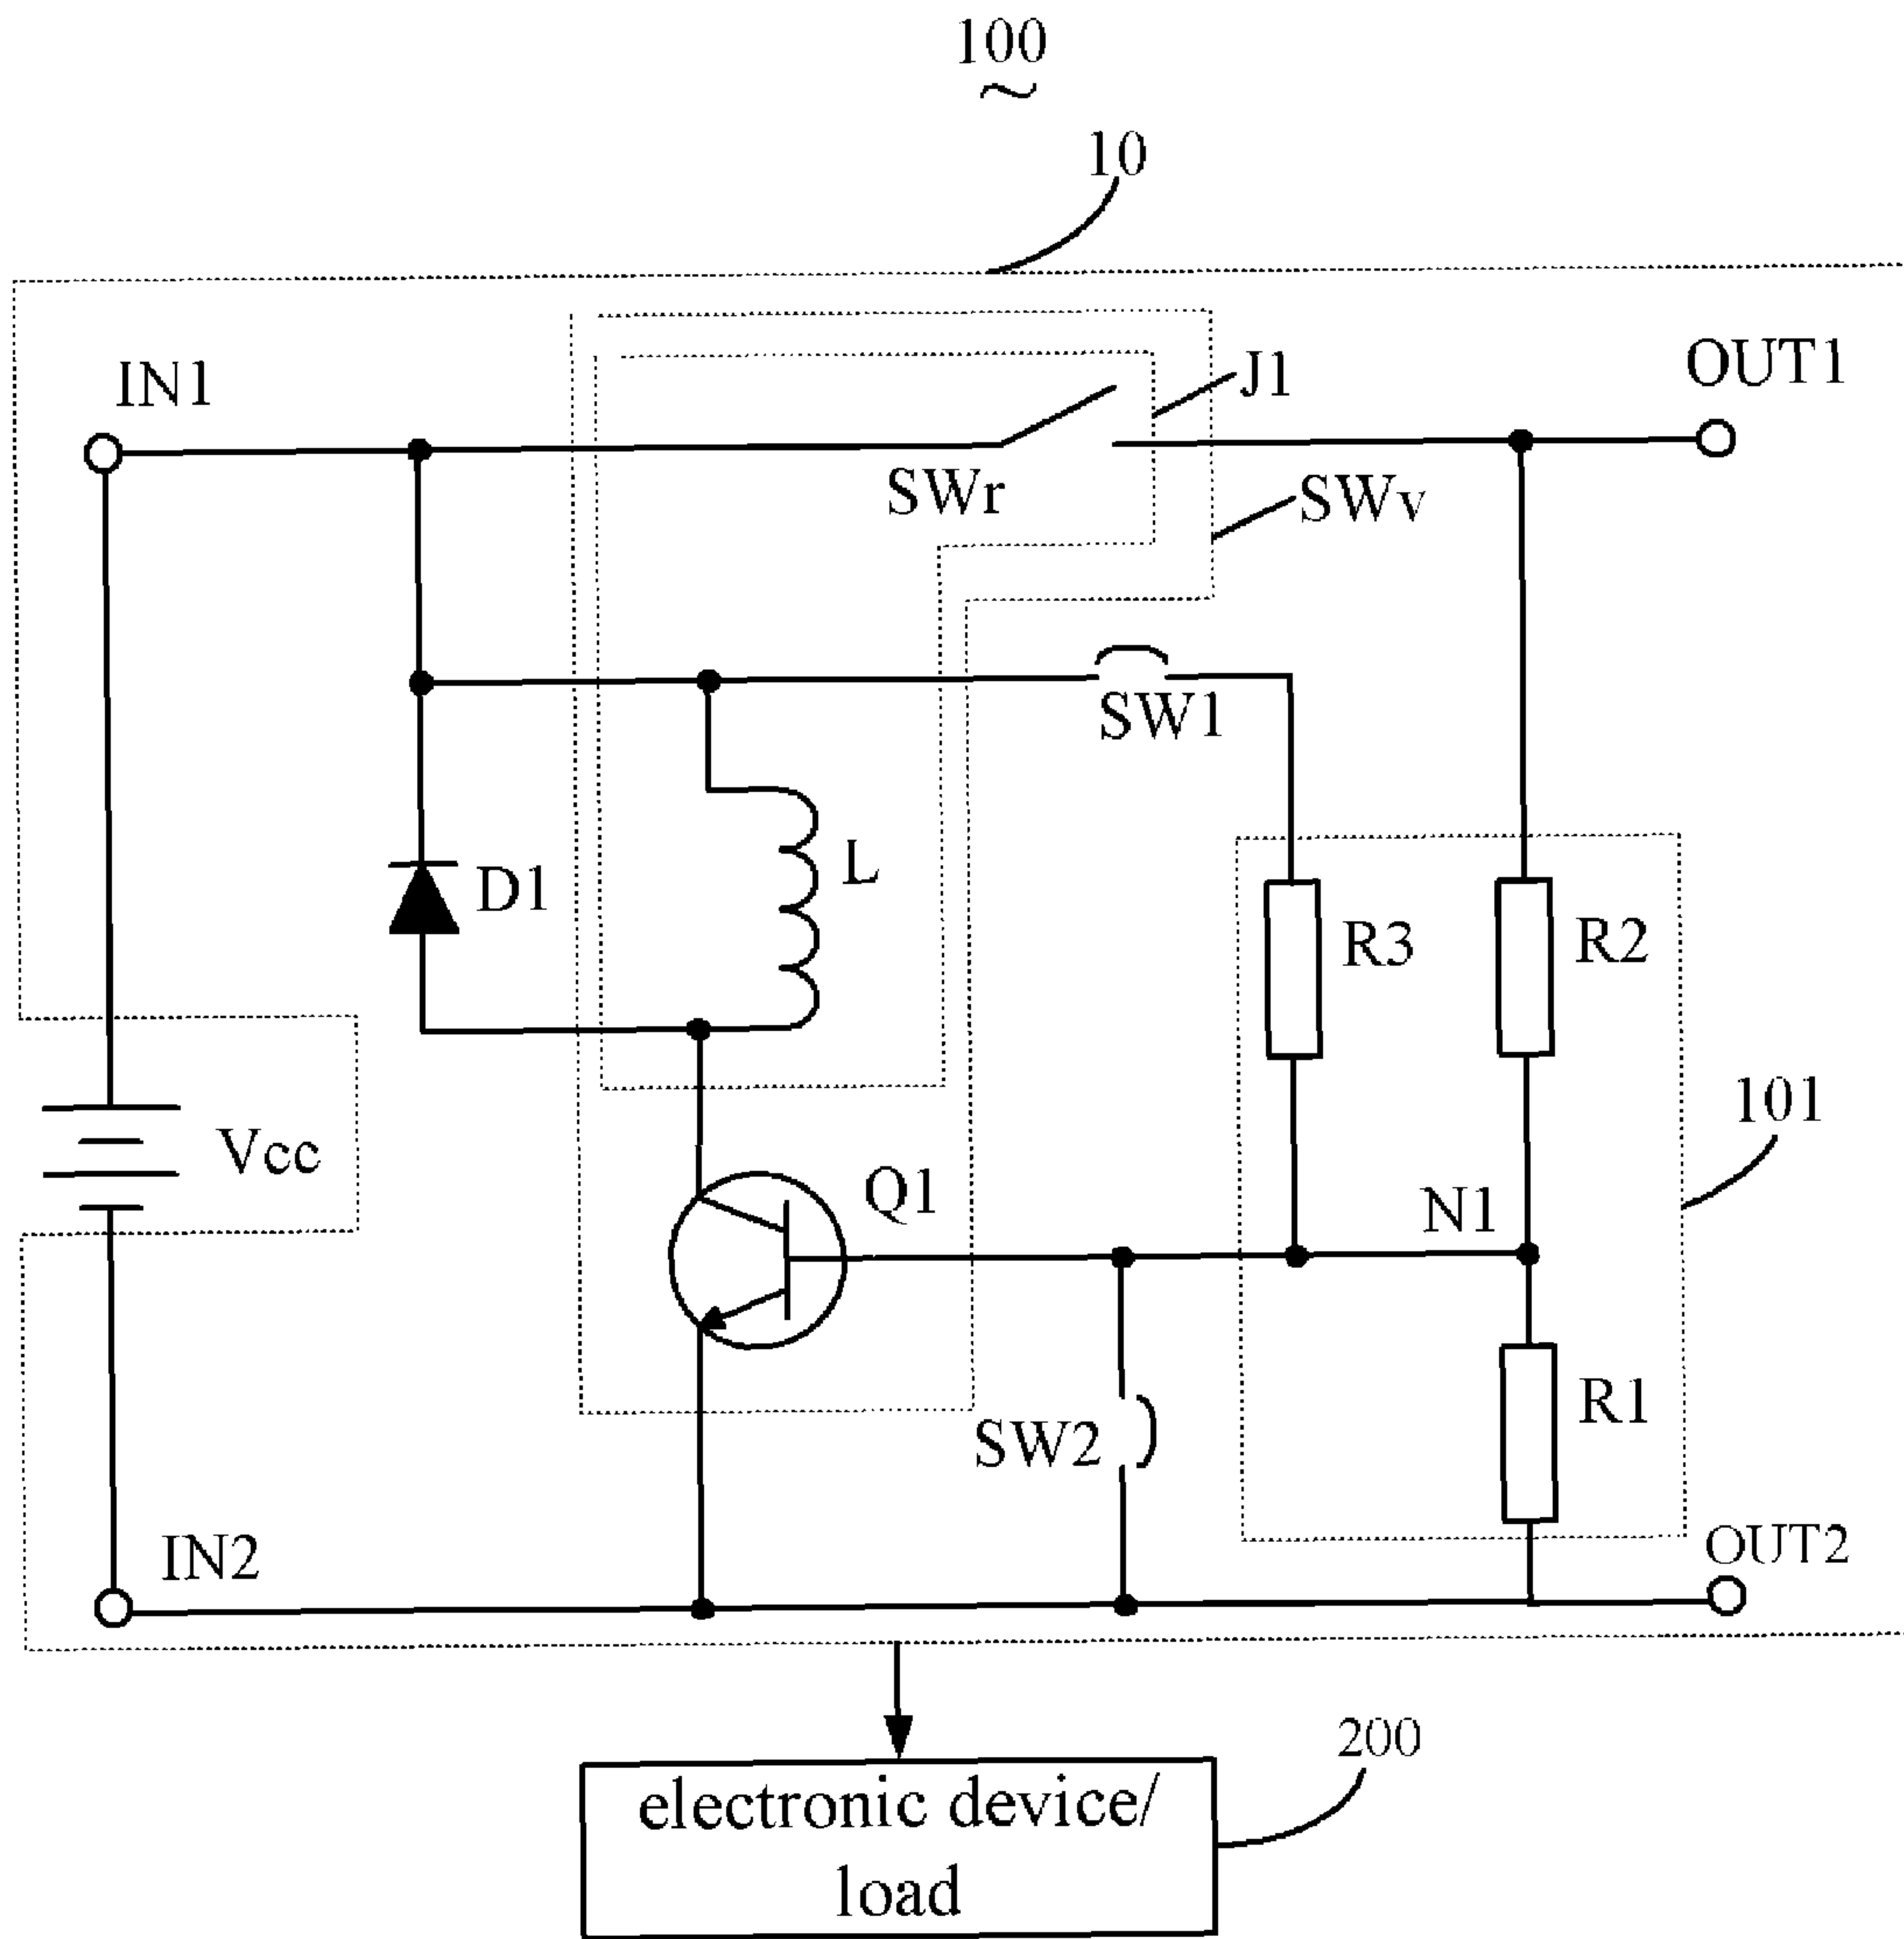 100
10
IN1
J1
OUT1
SWr
SWv
SW1
D1
L
R3
R2
101
Vcc
Q1
N1
SW2
R1
IN2
OUT2
200
electronic device/
load